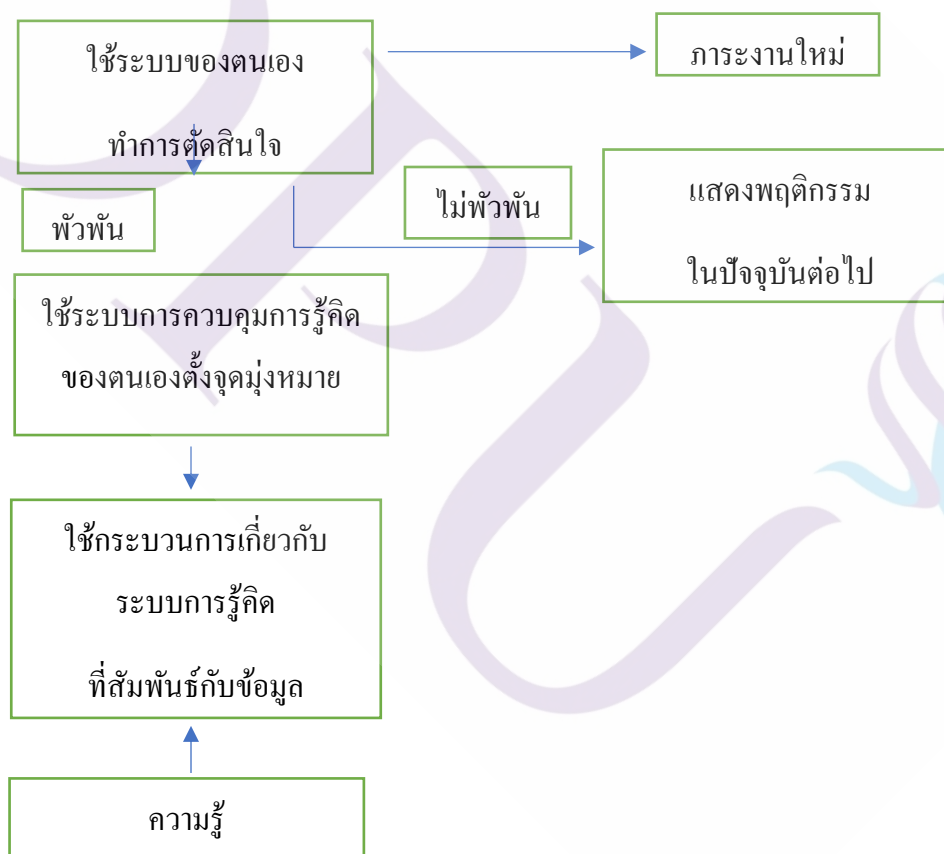 ใช้ระบบของตนเอง
ทำการตัดสินใจ
ภาระงานใหม่
พัวพัน
ไม่พัวพัน
แสดงพฤติกรรม
ในปัจจุบันต่อไป
ใช้ระบบการควบคุมการรู้คิด
ของตนเองตั้งจุดมุ่งหมาย
ใช้กระบวนการเกี่ยวกับ
ระบบการรู้คิด
ที่สัมพันธ์กับข้อมูล
ความรู้